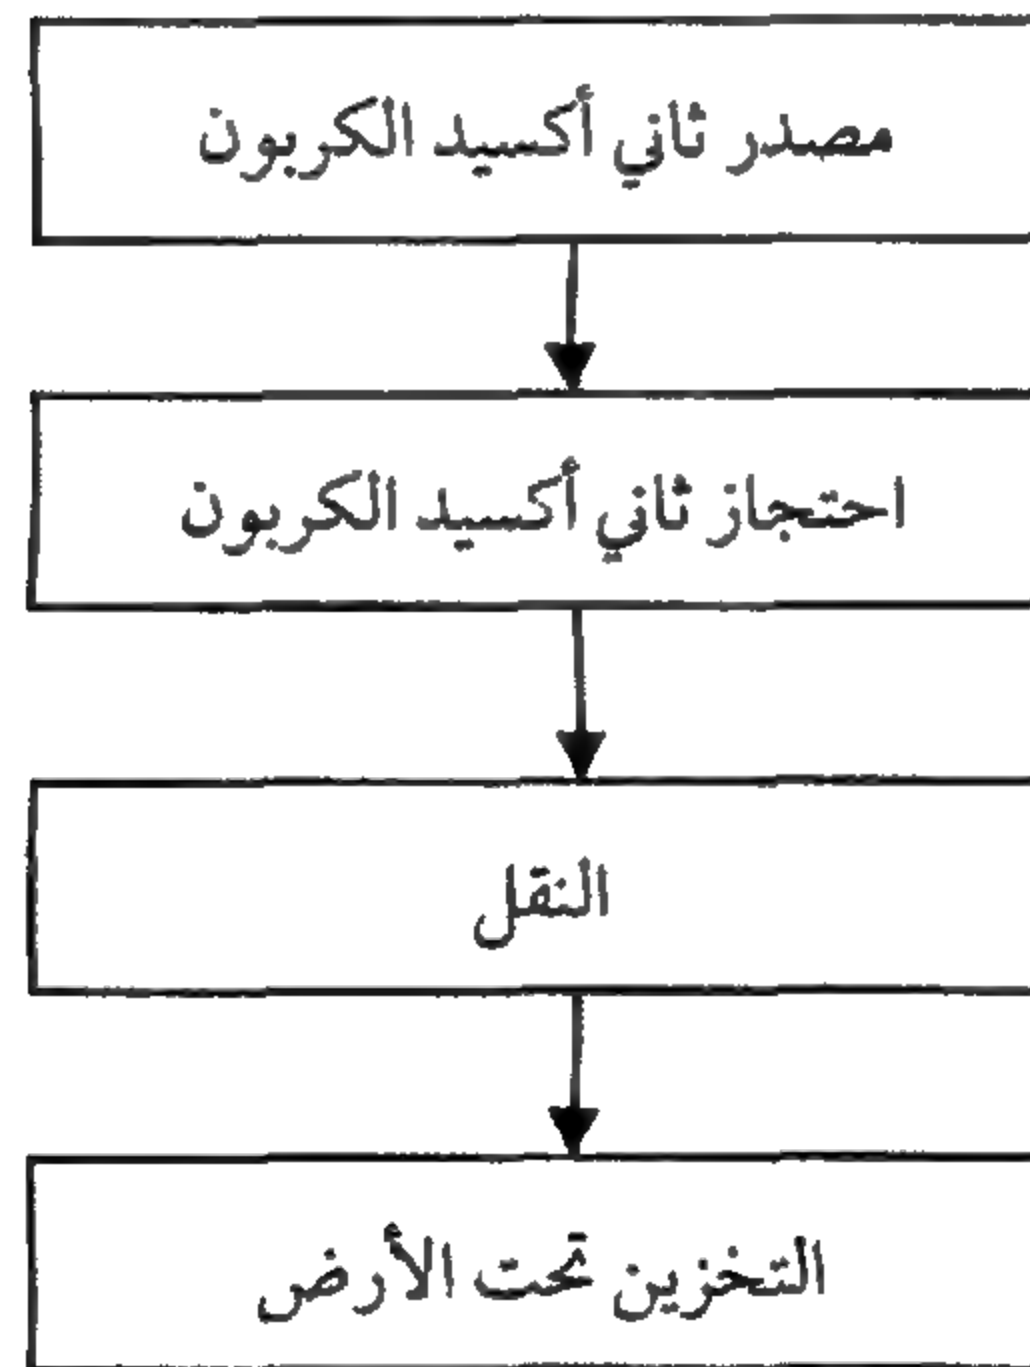 مصدر ثاني أكسيد الكربون
احتجاز ثاني أكسيد الكربون
النقل
التخزين تحت الأرض